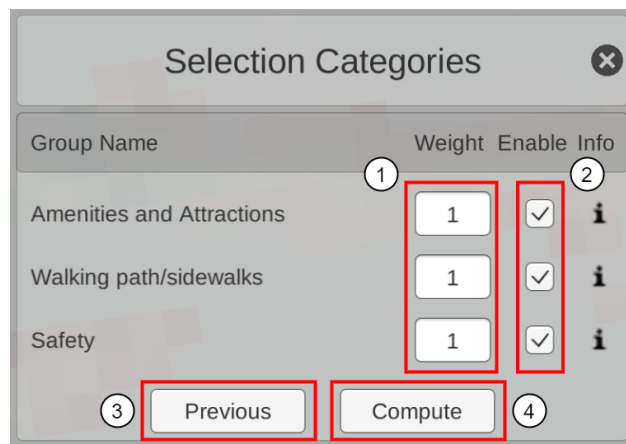 Selection Categories
Group Name Weight Enable Info
1 2
Amenities and Attractions 1 i
Walking path/sidewalks 1 i
Safety 1 i
3 Previous Compute 4